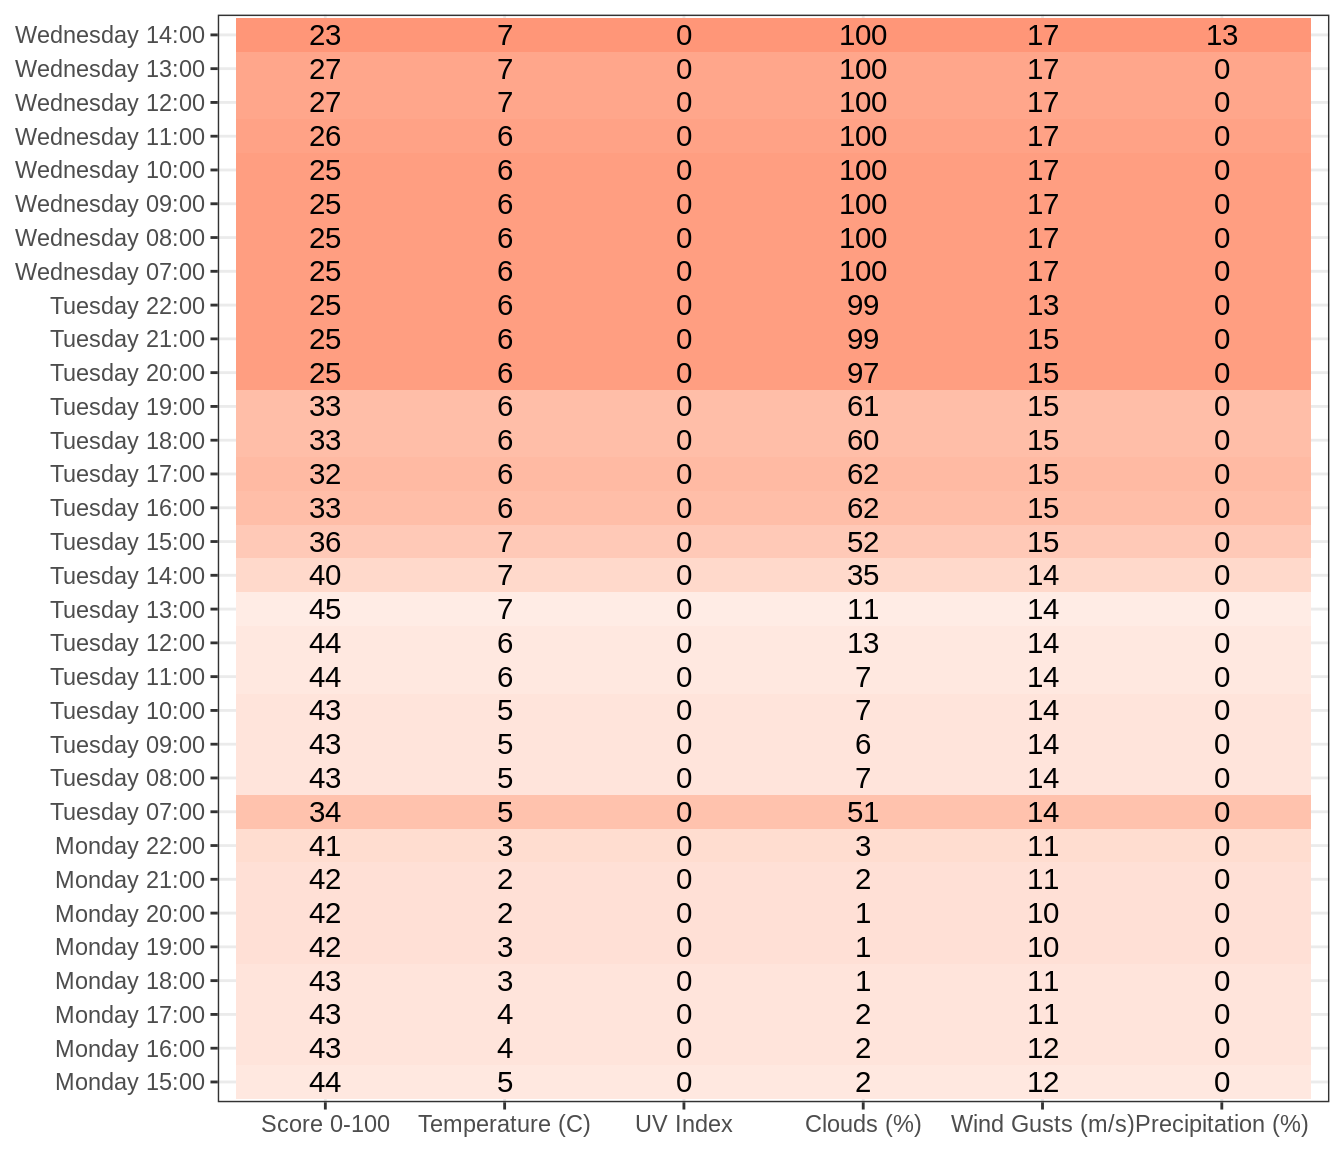 Wednesday 14:00 23 7 0 100 17 13
Wednesday 13:00 27 7 0 100 17 0
Wednesday 12:00 27 7 0 100 17 0
Wednesday 11:00 26 6 0 100 17 0
Wednesday 10:00 25 6 0 100 17 0
Wednesday 09:00 25 6 0 100 17 0
Wednesday 08:00 25 6 0 100 17 0
Wednesday 07:00 25 6 0 100 17 0
Tuesday 22:00 25 6 0 99 13 0
Tuesday 21:00 25 6 0 99 15 0
Tuesday 20:00 25 6 0 97 15 0
Tuesday 19:00 33 6 0 61 15 0
Tuesday 18:00 33 6 0 60 15 0
Tuesday 17:00 32 6 0 62 15 0
Tuesday 16:00 33 6 0 62 15 0
Tuesday 15:00 36 7 0 52 15 0
Tuesday 14:00 40 7 0 35 14 0
Tuesday 13:00 45 7 0 11 14 0
Tuesday 12:00 44 6 0 13 14 0
Tuesday 11:00 44 6 0 7 14 0
Tuesday 10:00 43 5 0 7 14 0
Tuesday 09:00 43 5 0 6 14 0
Tuesday 08:00 43 5 0 7 14 0
Tuesday 07:00 34 5 0 51 14 0
Monday 22:00 41 3 0 3 11 0
Monday 21:00 42 2 0 2 11 0
Monday 20:00 42 2 0 1 10 0
Monday 19:00 42 3 0 1 10 0
Monday 18:00 43 3 0 1 11 0
Monday 17:00 43 4 0 2 11 0
Monday 16:00 43 4 0 2 12 0
Monday 15:00 44 5 0 2 12 0
Score 0-100 Temperature (C) UV Index Clouds (%) Wind Gusts (m/s) Precipitation (%)